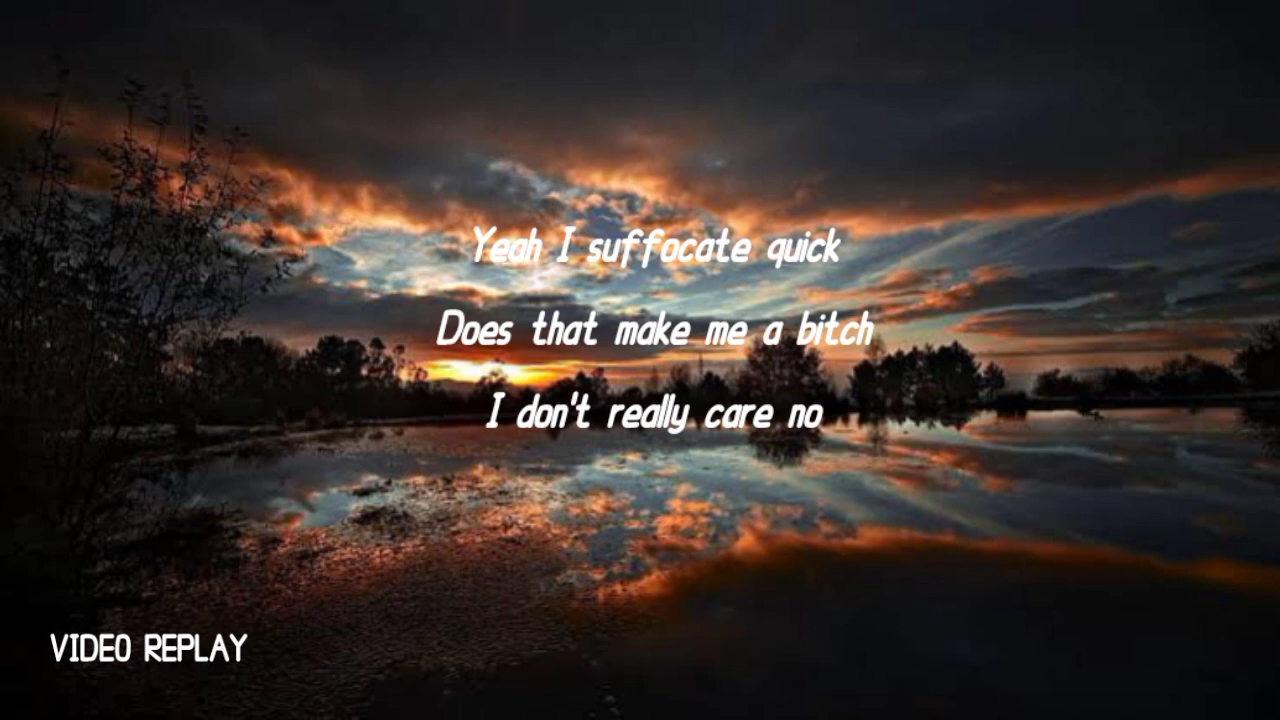 Yeah I suffocate quick
Does that make me a bitch
I don't really care no
VIDEO REPLAY